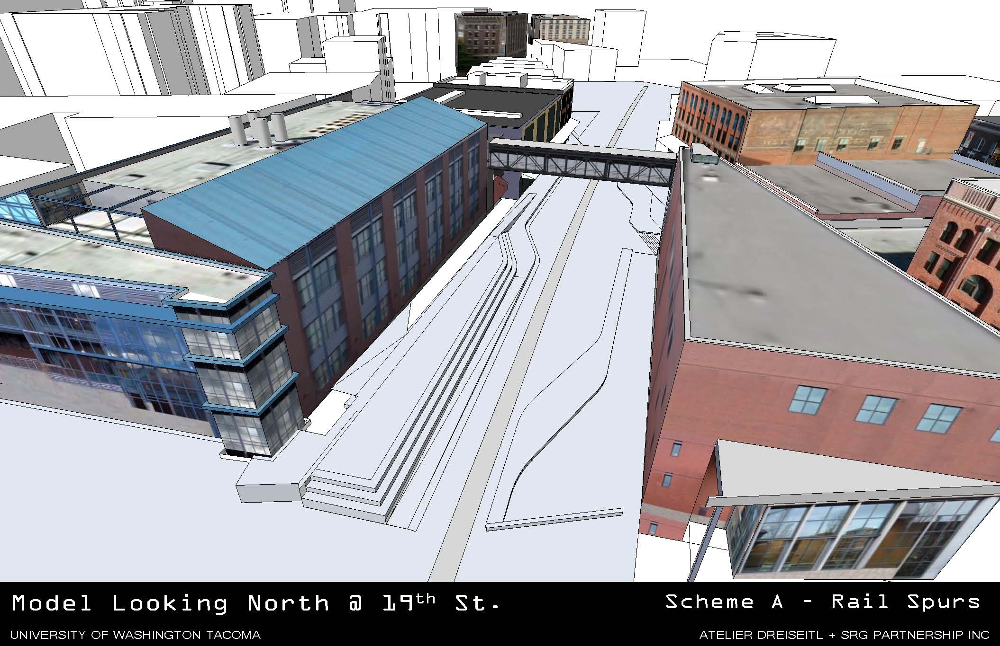 Model Looking North @ 19th St.
Scheme A - Rail Spurs
UNIVERSITY OF WASHINGTON TACOMA
ATELIER DREISEITL + SRG PARTNERSHIP INC